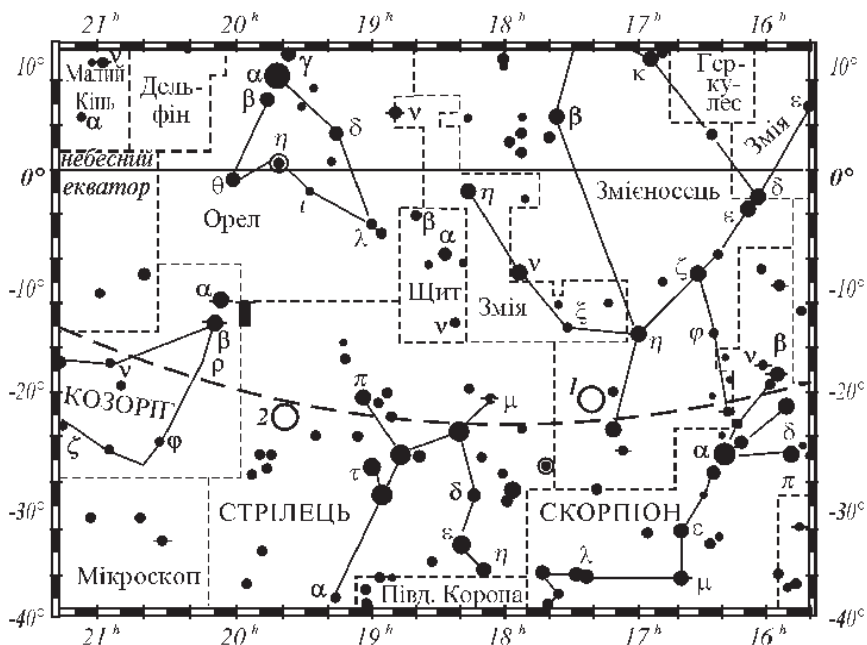 21ʰ 20ʰ 19ʰ 18ʰ 17ʰ 16ʰ
10° 10°
Малий
Кінь
α
ν
Дель-
фін
α γ
β
δ
η
θ
ι
λ
Орел
небесний
екватор
0° 0°
ν
κ
Гер-
ку-
лес
ε
Змія
β
Змієносець
δ
ε
η
β
α
Щит
ν
ν
Змія
ξ
ζ
η
φ
-10° -10°
α
β
ρ
ν
КОЗОРІГ
ζ
φ
2
π
μ
1
ν
β
-20° -20°
τ
δ
ε
η
α
СТРІЛЕЦЬ
α
δ
π
СКОРПІОН
ε
λ
μ
-30° -30°
Мікроскоп
Півд. Корона
-40° -40°
21ʰ 20ʰ 19ʰ 18ʰ 17ʰ 16ʰ